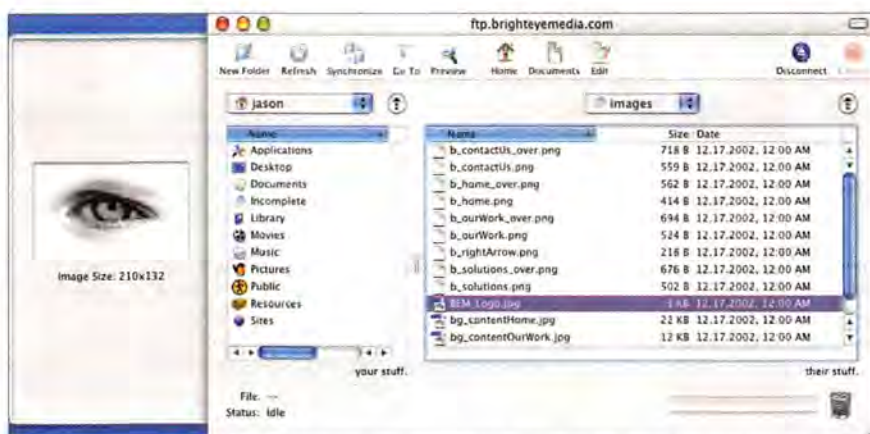 ftp.brighteyemedia.com
New Folder Refresh Synchronize Go To Preview Home Documents Edit Disconnect
jason
images
Name
Applications
Desktop
Documents
Incomplete
Library
Movies
Music
Pictures
Public
Resources
Sites
Name Size Date
b_contactUs_over.png 718 B 12.17.2002, 12:00 AM
b_contactUs.png 559 B 12.17.2002, 12:00 AM
b_home_over.png 562 B 12.17.2002, 12:00 AM
b_home.png 414 B 12.17.2002, 12:00 AM
b_ourWork_over.png 694 B 12.17.2002, 12:00 AM
b_ourWork.png 524 B 12.17.2002, 12:00 AM
b_rightArrow.png 216 B 12.17.2002, 12:00 AM
b_solutions_over.png 676 B 12.17.2002, 12:00 AM
b_solutions.png 502 B 12.17.2002, 12:00 AM
BEM_Logo.jpg 12.17.2002, 12:00 AM
bg_contentHome.jpg 22 KB 12.17.2002, 12:00 AM
bg_contentOurWork.jpg 12 KB 12.17.2002, 12:00 AM
Image Size: 210x132
your stuff.
their stuff.
File: --
Status: Idle